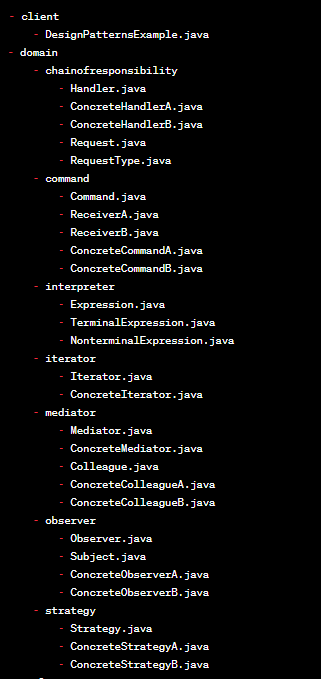 - client
- DesignPatternsExample.java
- domain
- chainofresponsibility
- Handler.java
- ConcreteHandlerA.java
- ConcreteHandlerB.java
- Request.java
- RequestType.java
- command
- Command.java
- ReceiverA.java
- ReceiverB.java
- ConcreteCommandA.java
- ConcreteCommandB.java
- interpreter
- Expression.java
- TerminalExpression.java
- NonterminalExpression.java
- iterator
- Iterator.java
- ConcreteIterator.java
- mediator
- Mediator.java
- ConcreteMediator.java
- Colleague.java
- ConcreteColleagueA.java
- ConcreteColleagueB.java
- observer
- Observer.java
- Subject.java
- ConcreteObserverA.java
- ConcreteObserverB.java
- strategy
- Strategy.java
- ConcreteStrategyA.java
- ConcreteStrategyB.java